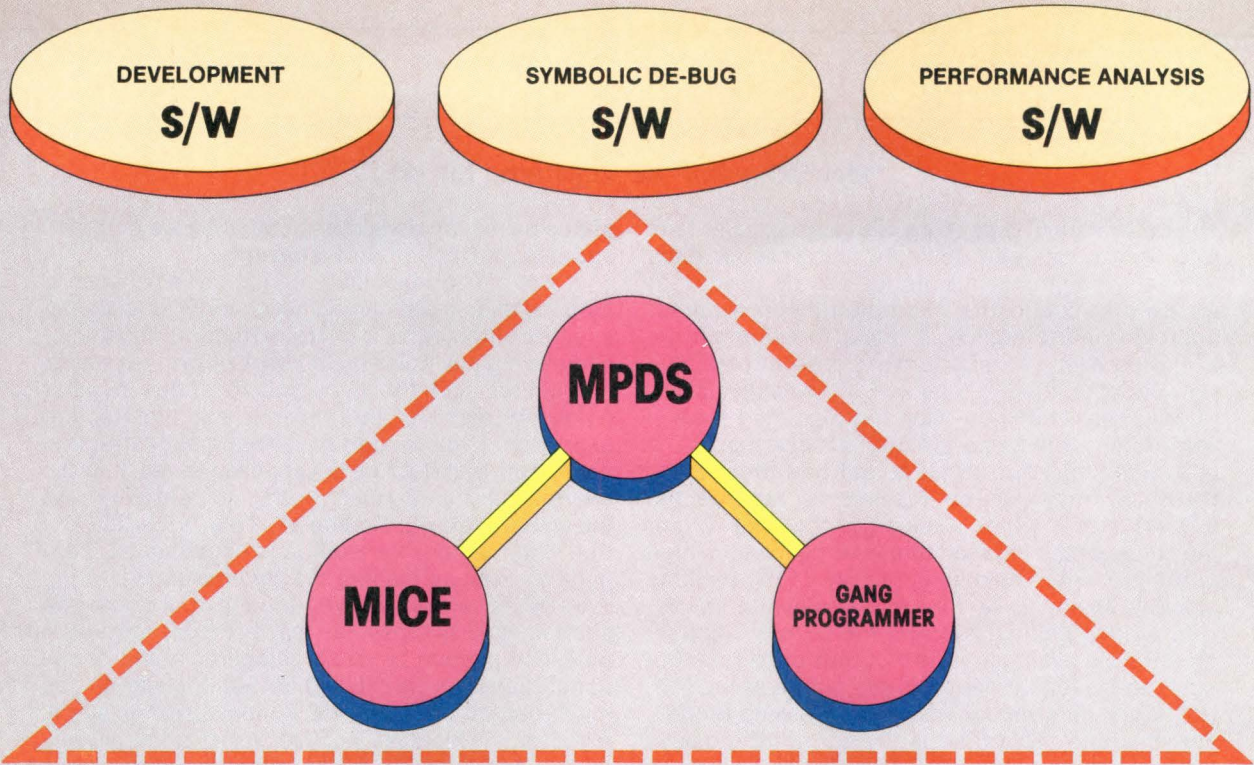 DEVELOPMENT
S/W
SYMBOLIC DE-BUG
S/W
PERFORMANCE ANALYSIS
S/W
MPDS
MICE
GANG
PROGRAMMER